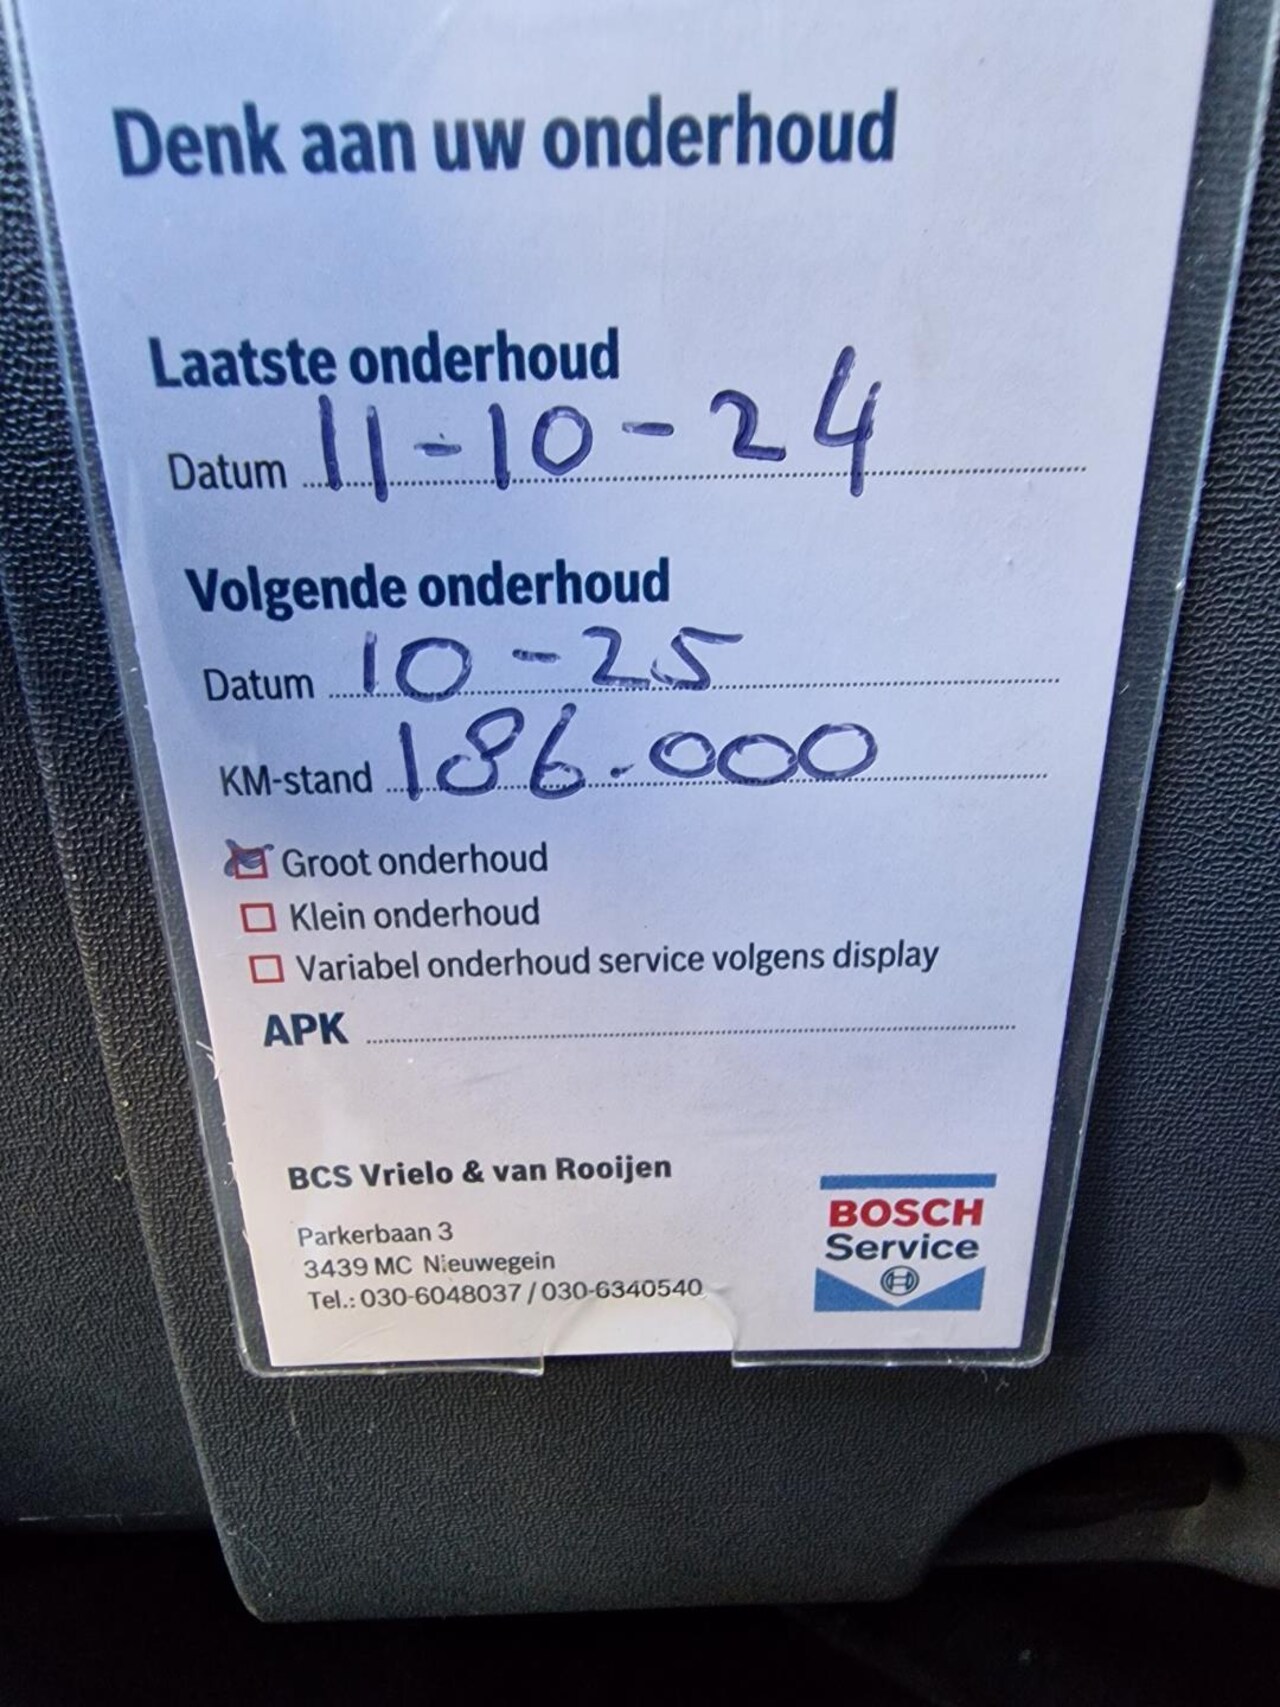 Denk aan uw onderhoud
Laatste onderhoud
Datum 11-10-24
Volgende onderhoud
Datum 10-25
KM-stand 186.000
Groot onderhoud
Klein onderhoud
Variabel onderhoud service volgens display
APK
BCS Vrielo & van Rooijen
Parkerbaan 3
3439 MC Nieuwegein
Tel.: 030-6048037 / 030-6340540
BOSCH
Service